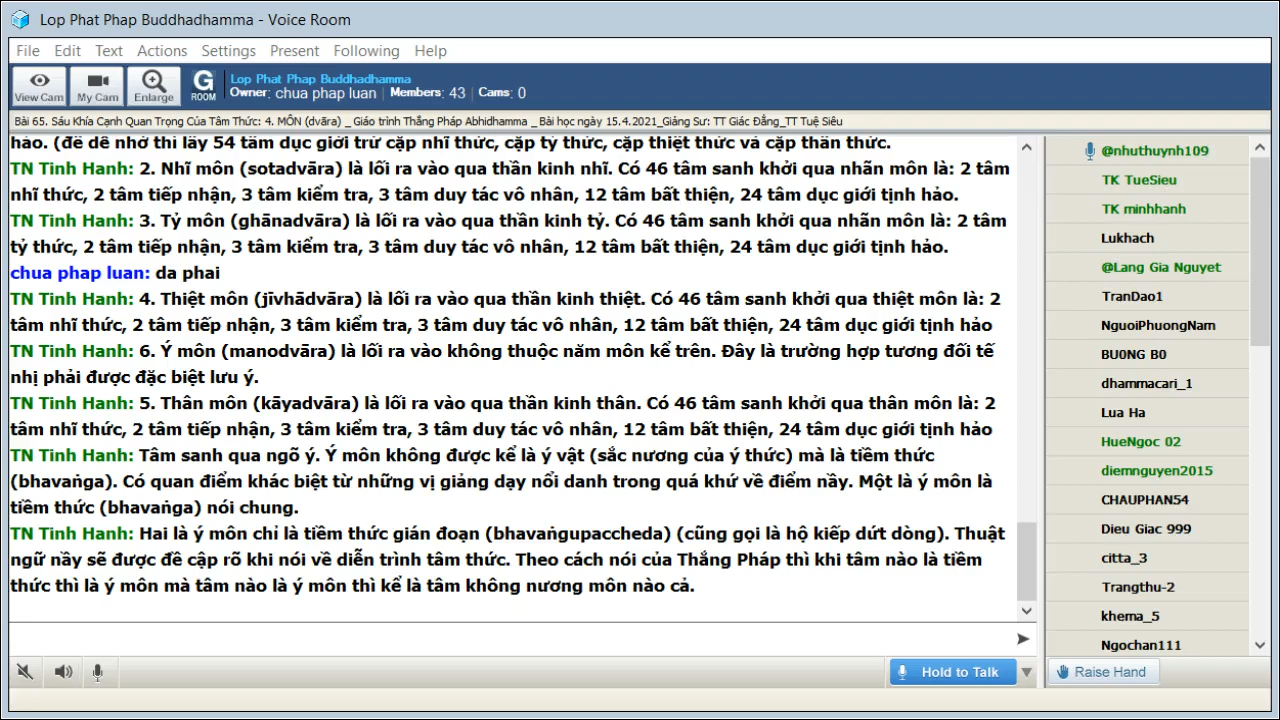 Lop Phat Phap Buddhadhamma - Voice Room
File Edit Text Actions Settings Present Following Help
View Cam My Cam Enlarge G ROOM
Lop Phat Phap Buddhadhamma
Owner: chua phap luan | Members: 43 | Cams: 0
Bài 65. Sáu Khía Cạnh Quan Trọng Của Tâm Thức: 4. MÔN (dvāra) _ Giáo trình Thắng Pháp Abhidhamma _ Bài học ngày 15.4.2021_Giảng Sư: TT Giác Đẳng_TT Tuệ Siêu
hảo. (để dễ nhớ thì lấy 54 tâm dục giới trừ cặp nhĩ thức, cặp tỷ thức, cặp thiệt thức và cặp thân thức.
TN Tinh Hanh: 2. Nhĩ môn (sotadvāra) là lối ra vào qua thần kinh nhĩ. Có 46 tâm sanh khởi qua nhãn môn là: 2 tâm
nhĩ thức, 2 tâm tiếp nhận, 3 tâm kiểm tra, 3 tâm duy tác vô nhân, 12 tâm bất thiện, 24 tâm dục giới tịnh hảo.
TN Tinh Hanh: 3. Tỷ môn (ghānadvāra) là lối ra vào qua thần kinh tỷ. Có 46 tâm sanh khởi qua nhãn môn là: 2 tâm
tỷ thức, 2 tâm tiếp nhận, 3 tâm kiểm tra, 3 tâm duy tác vô nhân, 12 tâm bất thiện, 24 tâm dục giới tịnh hảo.
chua phap luan: da phai
TN Tinh Hanh: 4. Thiệt môn (jīvhādvāra) là lối ra vào qua thần kinh thiệt. Có 46 tâm sanh khởi qua thiệt môn là: 2
tâm nhĩ thức, 2 tâm tiếp nhận, 3 tâm kiểm tra, 3 tâm duy tác vô nhân, 12 tâm bất thiện, 24 tâm dục giới tịnh hảo
TN Tinh Hanh: 6. Ý môn (manodvāra) là lối ra vào không thuộc năm môn kể trên. Đây là trường hợp tương đối tế
nhị phải được đặc biệt lưu ý.
TN Tinh Hanh: 5. Thân môn (kāyadvāra) là lối ra vào qua thần kinh thân. Có 46 tâm sanh khởi qua thân môn là: 2
tâm nhĩ thức, 2 tâm tiếp nhận, 3 tâm kiểm tra, 3 tâm duy tác vô nhân, 12 tâm bất thiện, 24 tâm dục giới tịnh hảo
TN Tinh Hanh: Tâm sanh qua ngõ ý. Ý môn không được kể là ý vật (sắc nương của ý thức) mà là tiềm thức
(bhavaṅga). Có quan điểm khác biệt từ những vị giảng dạy nổi danh trong quá khứ về điểm nầy. Một là ý môn là
tiềm thức (bhavaṅga) nói chung.
TN Tinh Hanh: Hai là ý môn chỉ là tiềm thức gián đoạn (bhavaṅgupaccheda) (cũng gọi là hộ kiếp dứt dòng). Thuật
ngữ nầy sẽ được đề cập rõ khi nói về diễn trình tâm thức. Theo cách nói của Thắng Pháp thì khi tâm nào là tiềm
thức thì là ý môn mà tâm nào là ý môn thì kể là tâm không nương môn nào cả.
@nhuthuynh109
TK TueSieu
TK minhhanh
Lukhach
@Lang Gia Nguyet
TranDao1
NguoiPhuongNam
BU0NG B0
dhammacari_1
Lua Ha
HueNgoc 02
diemnguyen2015
CHAUPHAN54
Dieu Giac 999
citta_3
Trangthu-2
khema_5
Ngochan111
Hold to Talk
Raise Hand